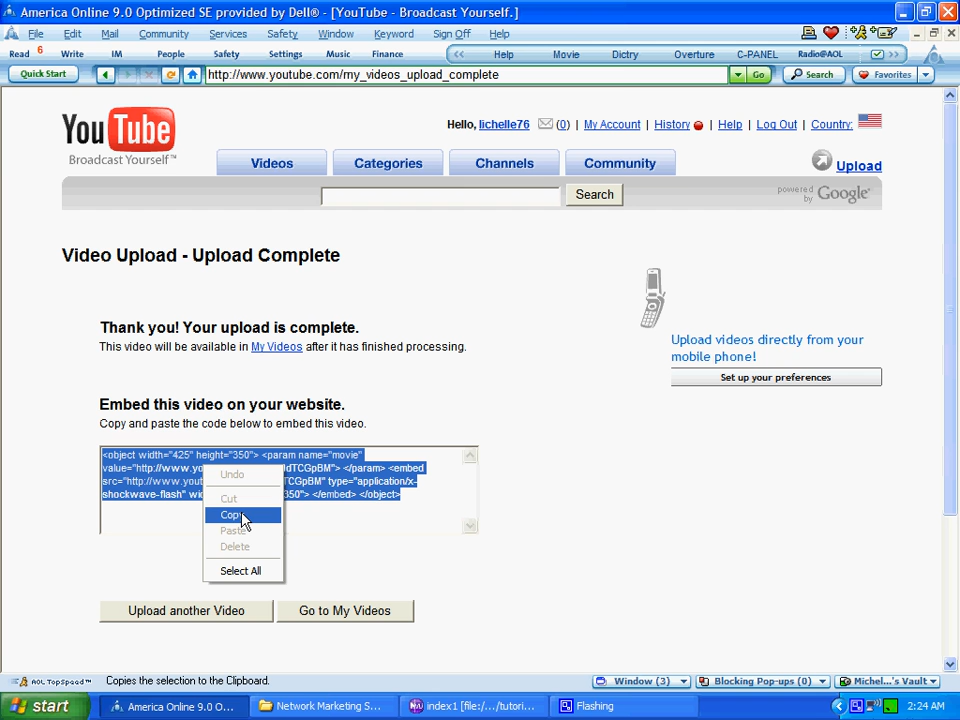 America Online 9.0 Optimized SE provided by Dell® - [YouTube - Broadcast Yourself.]
File Edit Mail Community Services Safety Window Keyword Sign Off Help
Read 6 Write IM People Safety Settings Music Finance << Help Movie Dictry Overture C-PANEL Radio@AOL >>
Quick Start http://www.youtube.com/my_videos_upload_complete Go Search Favorites
You Tube
Broadcast Yourself™
Hello, lichelle76 (0) | My Account | History | Help | Log Out | Country:
Videos Categories Channels Community Upload
Search powered by Google
Video Upload - Upload Complete
Thank you! Your upload is complete.
This video will be available in My Videos after it has finished processing.
Upload videos directly from your
mobile phone!
Set up your preferences
Embed this video on your website.
Copy and paste the code below to embed this video.
<object width="425" height="350"> <param name="movie"
value="http://www.yo dTCGpBM"> </param> <embed
src="http://www.yout CGpBM" type="application/x-
shockwave-flash" wid 350"> </embed> </object>
Undo
Cut
Copy
Paste
Delete
Select All
Upload another Video Go to My Videos
AOL TopSpeed™ Copies the selection to the Clipboard. Window (3) Blocking Pop-ups (0) Michel...'s Vault
start America Online 9.0 O... Network Marketing S... index1 [file:/.../tutori... Flashing 2:24 AM